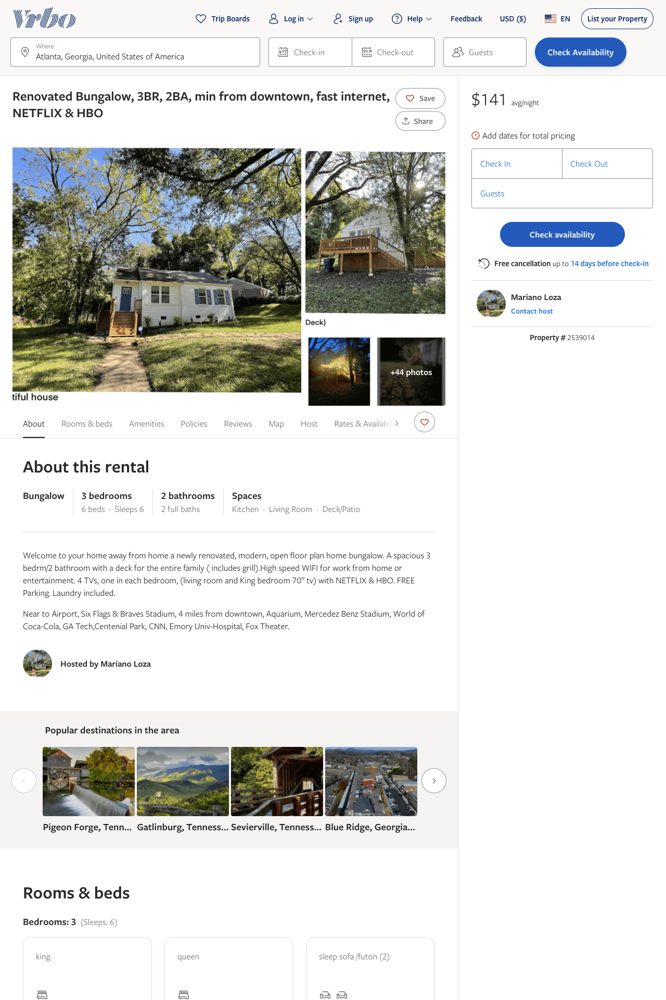 Vrbo
Trip Boards
Log in
Sign up
Help
Feedback
USD ($)
EN
List your Property
Where
Atlanta, Georgia, United States of America
Check-in
Check-out
Guests
Check Availability
Renovated Bungalow, 3BR, 2BA, min from downtown, fast internet,
NETFLIX & HBO
Save
Share
$141 avg/night
Add dates for total pricing
Check In
Check Out
Guests
Check availability
Free cancellation up to 14 days before check-in
Mariano Loza
Contact host
Property # 2539014
Deck)
+44 photos
tiful house
About
Rooms & beds
Amenities
Policies
Reviews
Map
Host
Rates & Availabili
About this rental
Bungalow
3 bedrooms
6 beds · Sleeps 6
2 bathrooms
2 full baths
Spaces
Kitchen · Living Room · Deck/Patio
Welcome to your home away from home a newly renovated, modern, open floor plan home bungalow. A spacious 3
bedrm/2 bathroom with a deck for the entire family ( includes grill).High speed WIFI for work from home or
entertainment. 4 TVs, one in each bedroom, (living room and King bedroom 70” tv) with NETFLIX & HBO. FREE
Parking. Laundry included.
Near to Airport, Six Flags & Braves Stadium, 4 miles from downtown, Aquarium, Mercedez Benz Stadium, World of
Coca-Cola, GA Tech,Centenial Park, CNN, Emory Univ-Hospital, Fox Theater.
Hosted by Mariano Loza
Popular destinations in the area
Pigeon Forge, Tenn...
Gatlinburg, Tenness...
Sevierville, Tenness...
Blue Ridge, Georgia...
Rooms & beds
Bedrooms: 3 (Sleeps: 6)
king
queen
sleep sofa /futon (2)